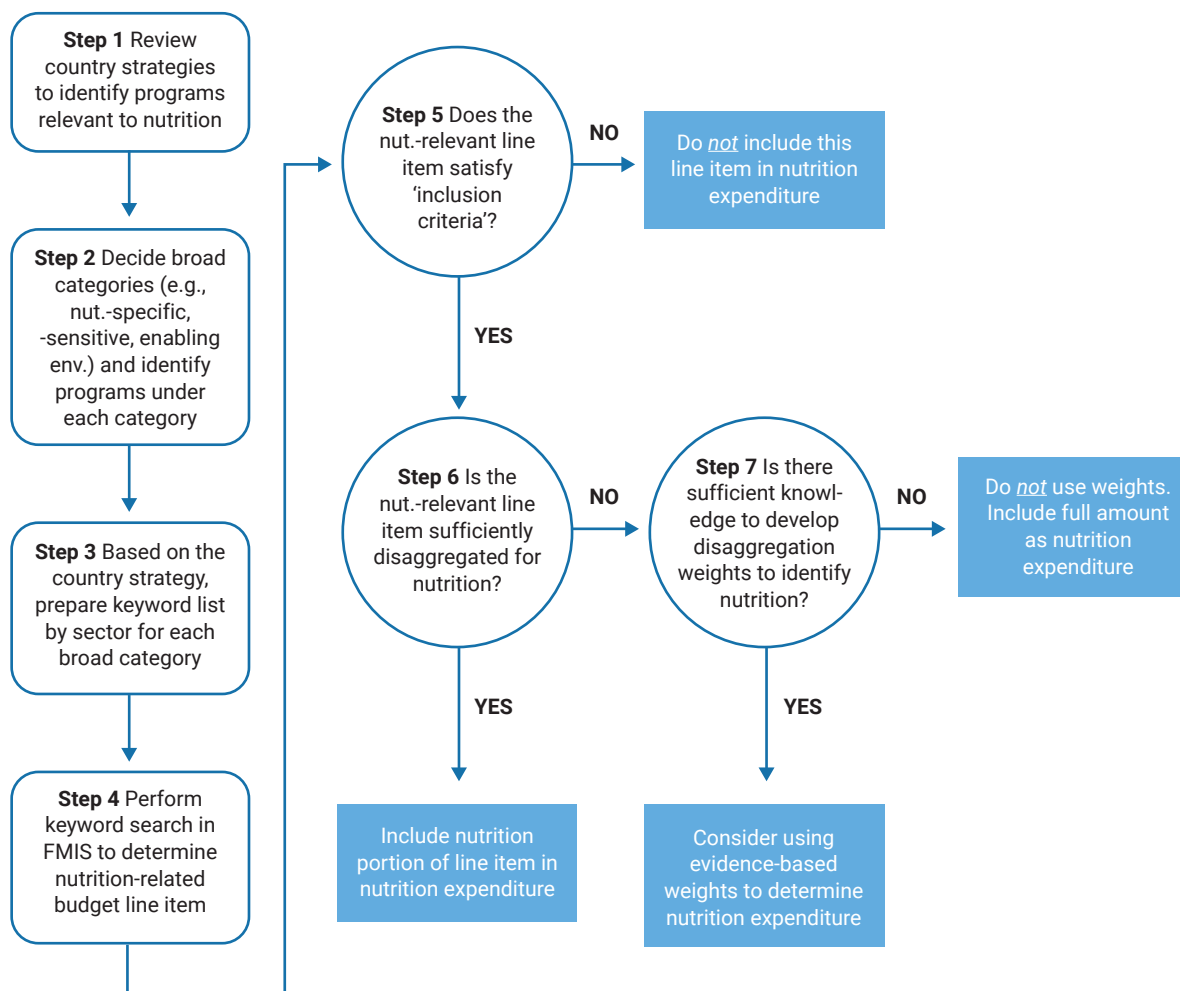 Step 1 Review
country strategies
to identify programs
relevant to nutrition
Step 2 Decide broad
categories (e.g.,
nut.-specific,
-sensitive, enabling
env.) and identify
programs under
each category
Step 3 Based on the
country strategy,
prepare keyword list
by sector for each
broad category
Step 4 Perform
keyword search in
FMIS to determine
nutrition-related
budget line item
Step 5 Does the
nut.-relevant line
item satisfy
‘inclusion
criteria’?
NO
Do not include this
line item in nutrition
expenditure
YES
Step 6 Is the
nut.-relevant line
item sufficiently
disaggregated for
nutrition?
NO
Step 7 Is there
sufficient knowl-
edge to develop
disaggregation
weights to identify
nutrition?
NO
Do not use weights.
Include full amount
as nutrition
expenditure
YES
Include nutrition
portion of line item in
nutrition expenditure
YES
Consider using
evidence-based
weights to determine
nutrition expenditure